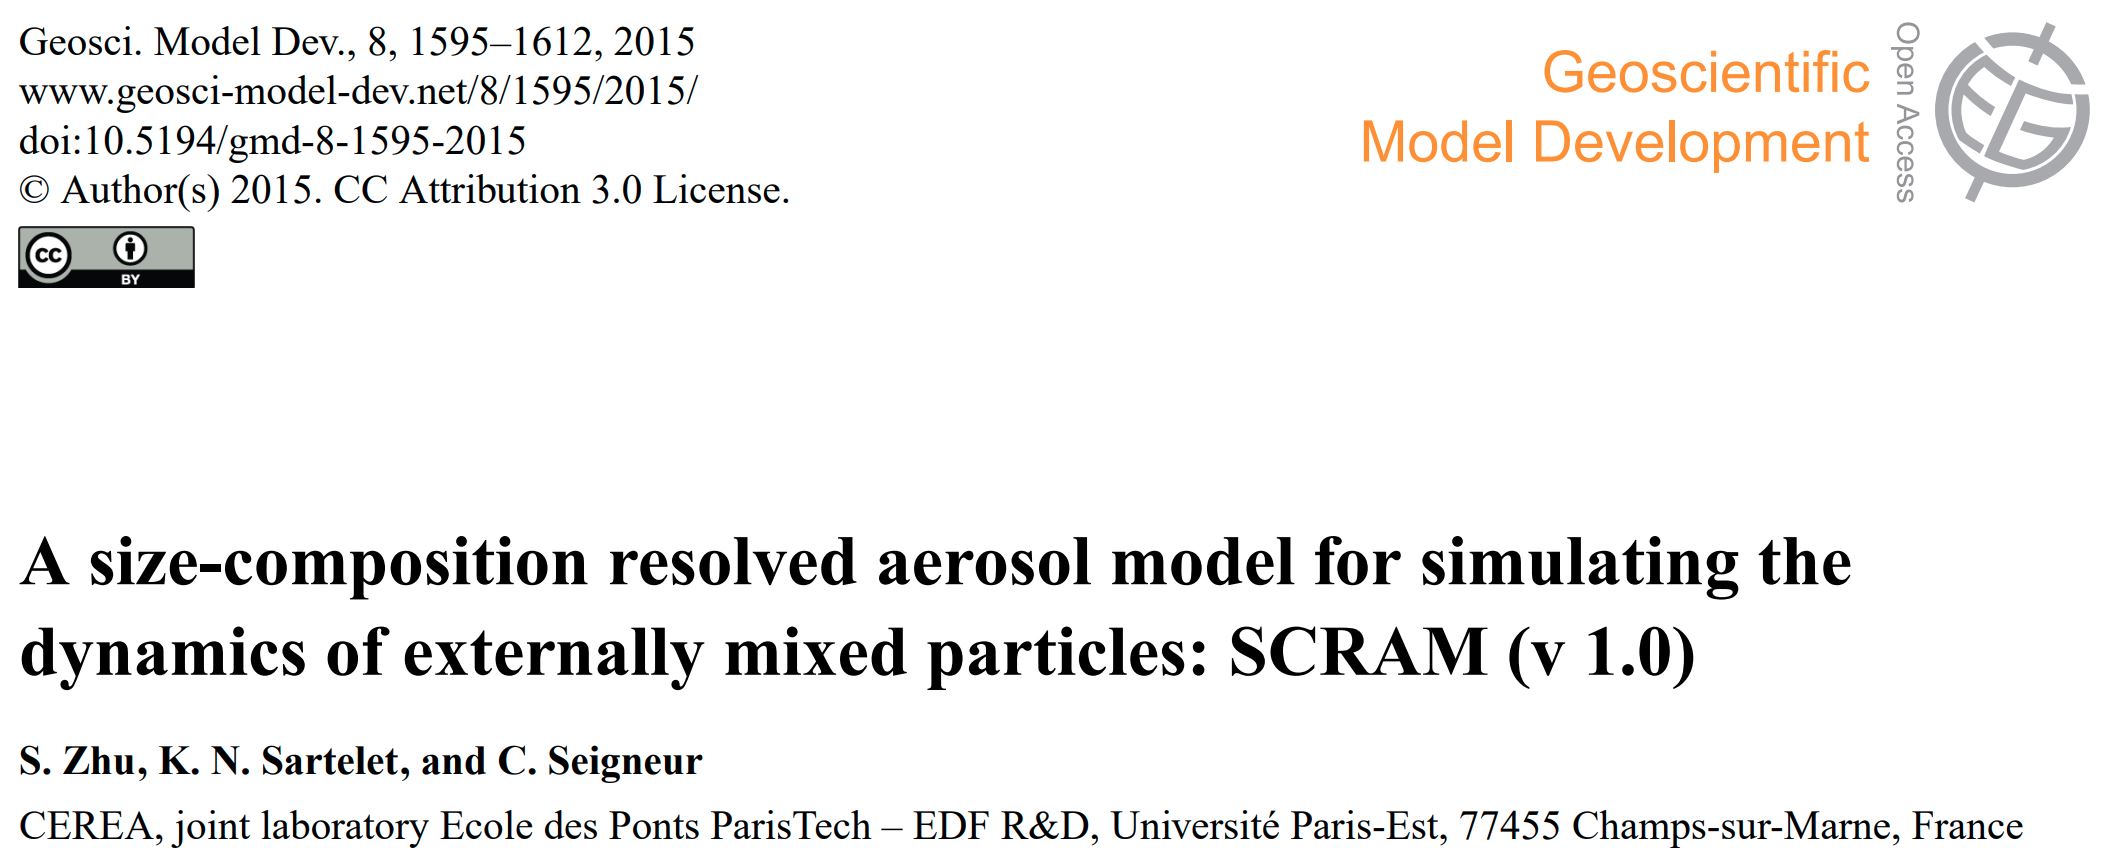 Geosci. Model Dev., 8, 1595–1612, 2015
www.geosci-model-dev.net/8/1595/2015/
doi:10.5194/gmd-8-1595-2015
© Author(s) 2015. CC Attribution 3.0 License.
cc BY
Geoscientific
Model Development
Open Access
EG
A size-composition resolved aerosol model for simulating the
dynamics of externally mixed particles: SCRAM (v 1.0)
S. Zhu, K. N. Sartelet, and C. Seigneur
CEREA, joint laboratory Ecole des Ponts ParisTech – EDF R&D, Université Paris-Est, 77455 Champs-sur-Marne, France